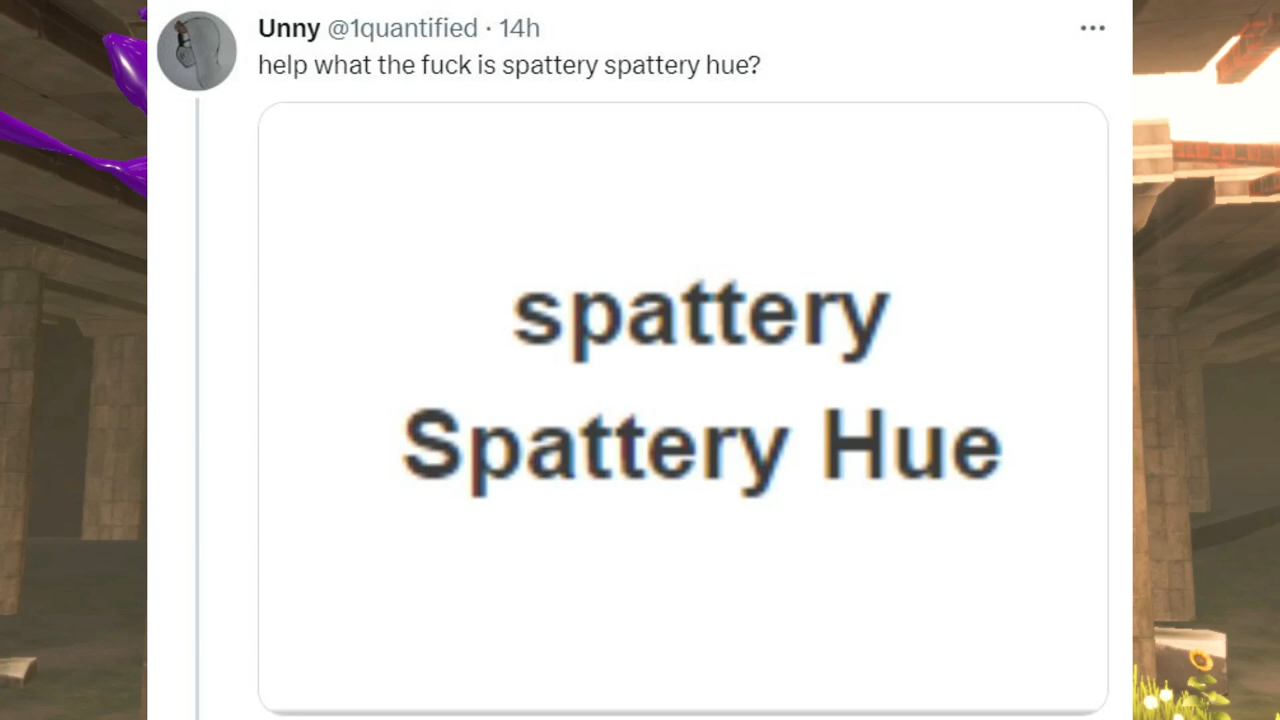 Unny @1quantified · 14h
help what the fuck is spattery spattery hue?
spattery
Spattery Hue